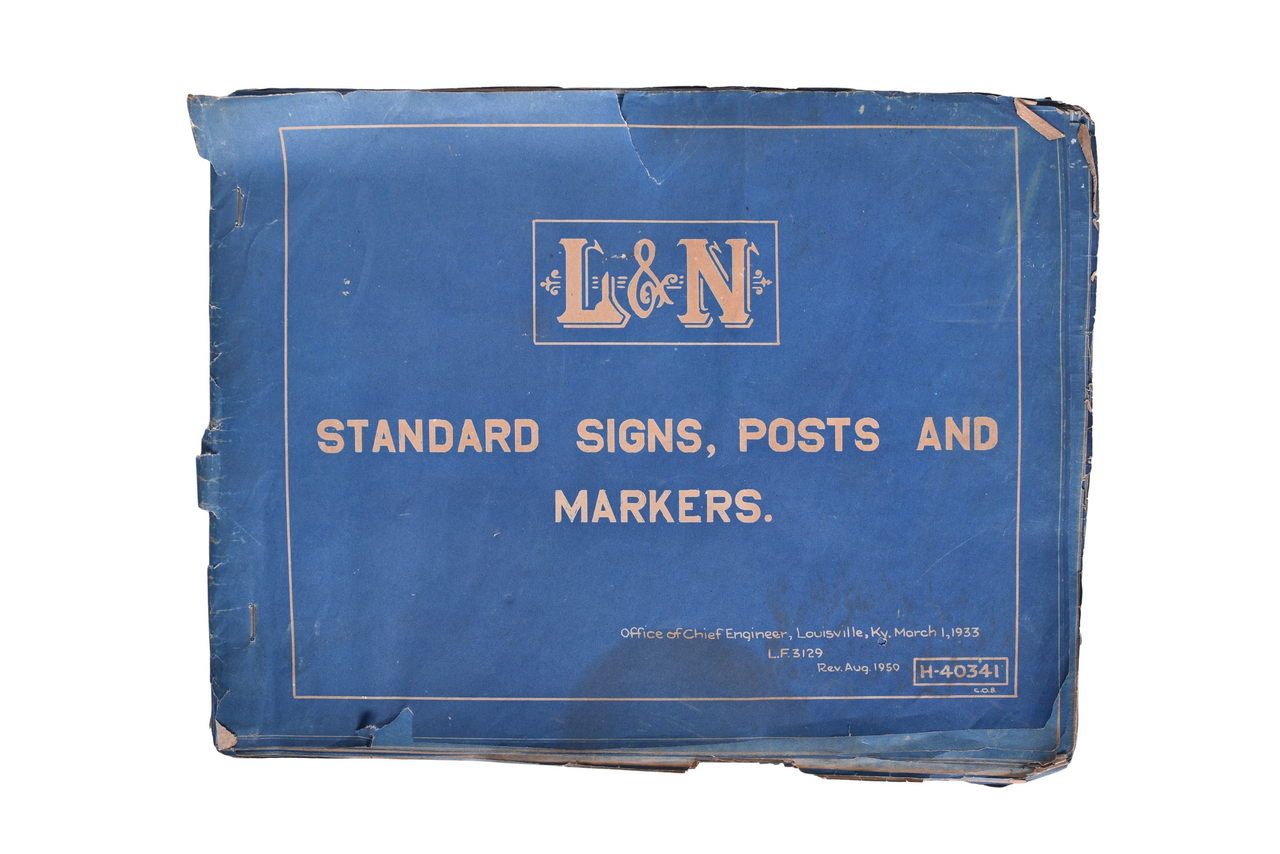 L&N
STANDARD SIGNS, POSTS AND
MARKERS.
Office of Chief Engineer, Louisville, Ky. March 1, 1933
L.F. 3129
Rev. Aug. 1950
H-40341
C.O.B.